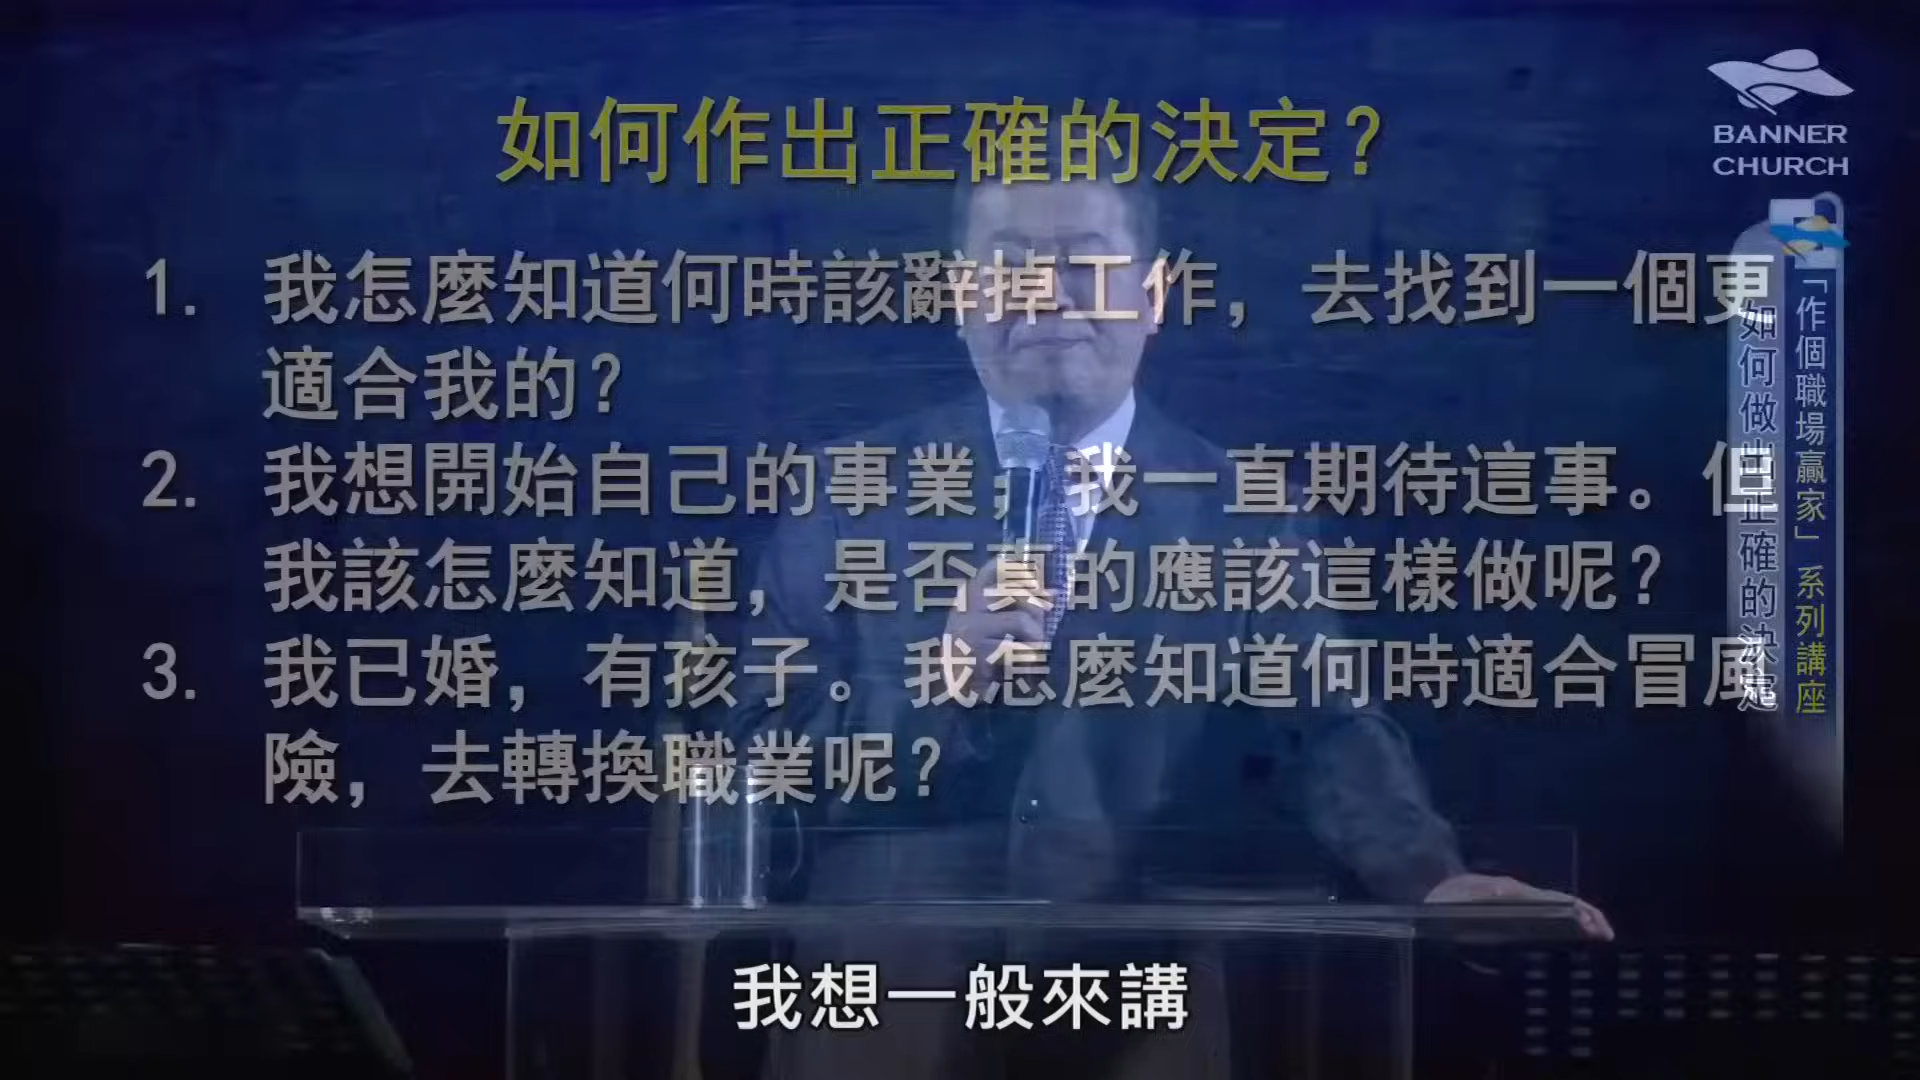 如何作出正確的決定？
1. 我怎麼知道何時該辭掉工作，去找到一個更
適合我的？
2. 我想開始自己的事業；我一直期待這事。但
我該怎麼知道，是否真的應該這樣做呢？
3. 我已婚，有孩子。我怎麼知道何時適合冒風
險，去轉換職業呢？
BANNER
CHURCH
「作個職場贏家」系列講座
如何做出正確的決定
我想一般來講